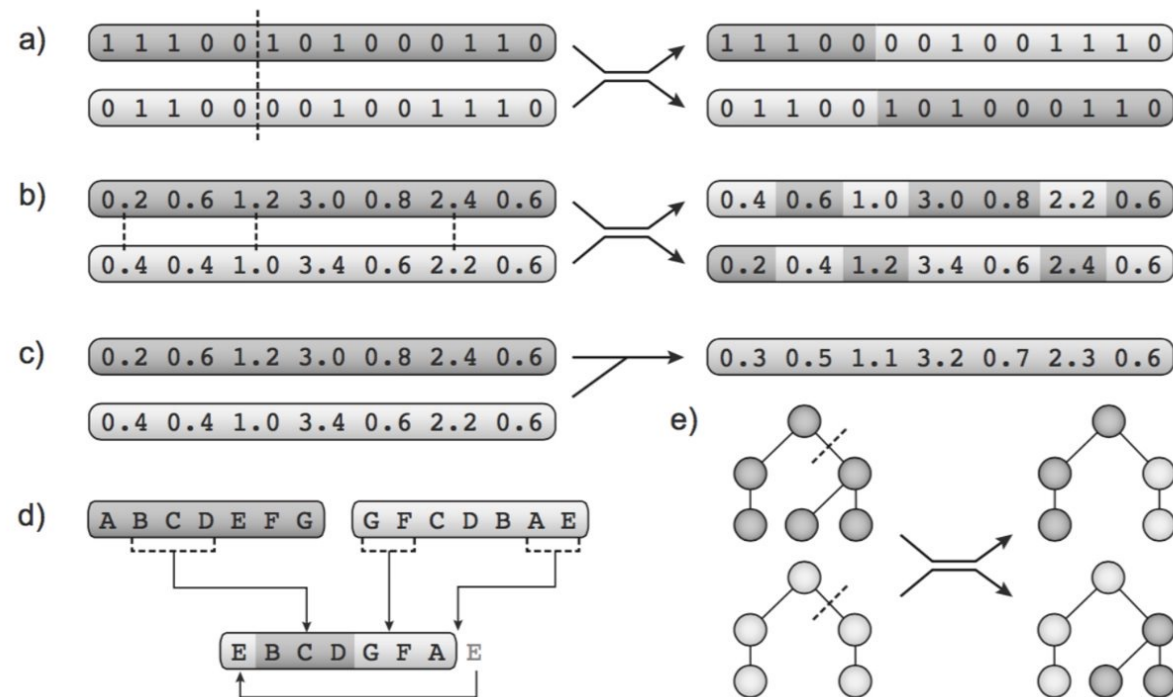 a)
1 1 1 0 0 1 0 1 0 0 0 1 1 0
0 1 1 0 0 0 0 1 0 0 1 1 1 0
1 1 1 0 0 0 0 1 0 0 1 1 1 0
0 1 1 0 0 1 0 1 0 0 0 1 1 0
b)
0.2 0.6 1.2 3.0 0.8 2.4 0.6
0.4 0.4 1.0 3.4 0.6 2.2 0.6
0.4 0.6 1.0 3.0 0.8 2.2 0.6
0.2 0.4 1.2 3.4 0.6 2.4 0.6
c)
0.2 0.6 1.2 3.0 0.8 2.4 0.6
0.4 0.4 1.0 3.4 0.6 2.2 0.6
0.3 0.5 1.1 3.2 0.7 2.3 0.6
d)
A B C D E F G
G F C D B A E
E B C D G F A E
e)